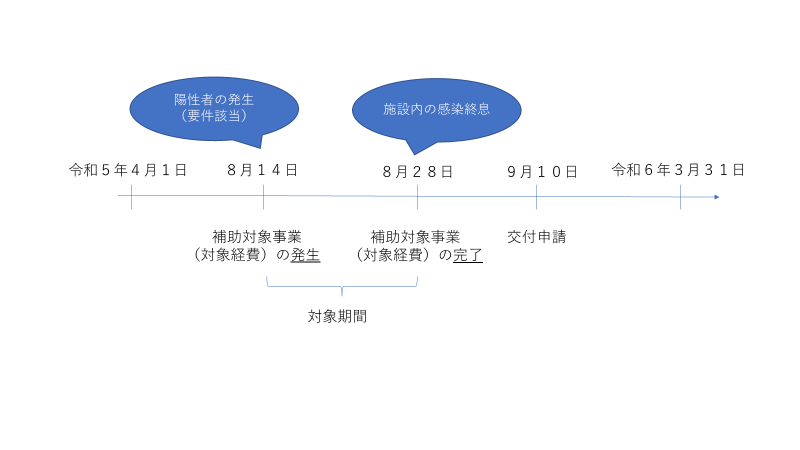 陽性者の発生
（要件該当）
施設内の感染終息
令和５年４月１日
８月１４日
８月２８日
９月１０日
令和６年３月３１日
補助対象事業
（対象経費）の発生
補助対象事業
（対象経費）の完了
交付申請
対象期間